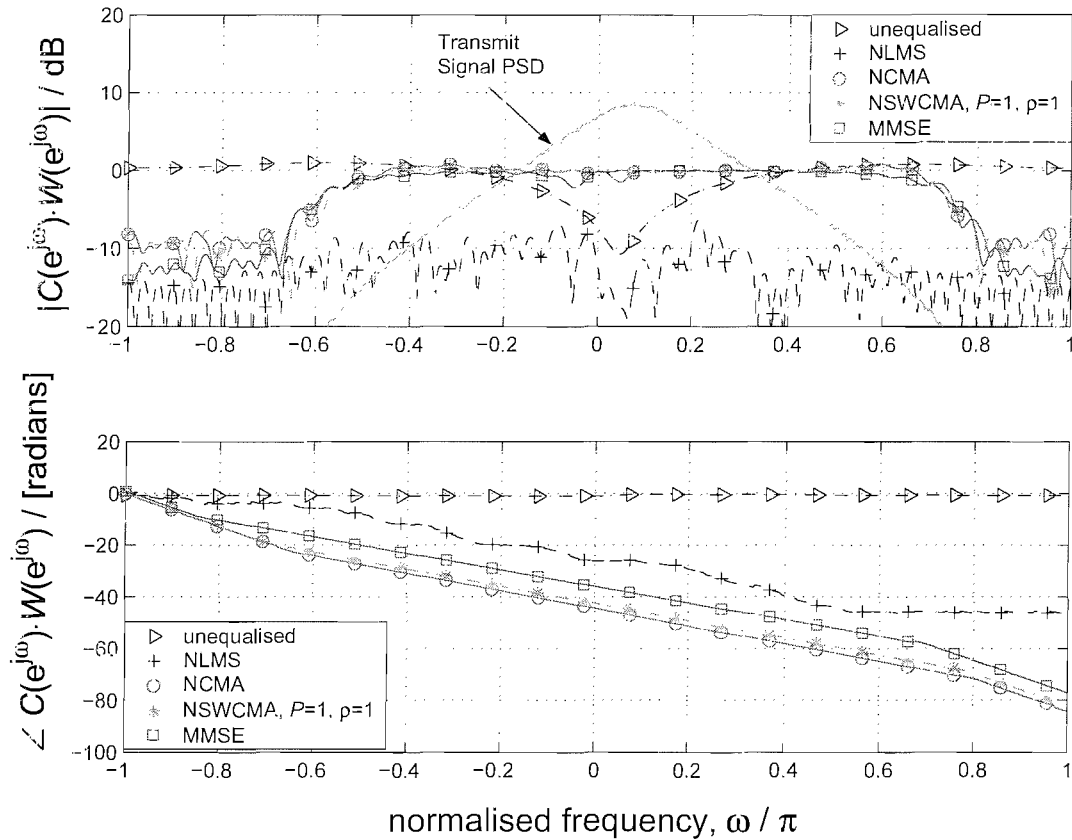 |C(e^jω)·W(e^jω)| / dB
20
10
0
−10
−20
Transmit
Signal PSD
unequalised
NLMS
NCMA
NSWCMA, P=1, ρ=1
MMSE
−1 −0.8 −0.6 −0.4 −0.2 0 0.2 0.4 0.6 0.8 1
∠ C(e^jω)·W(e^jω) / [radians]
20
0
−20
−40
−60
−80
−100
unequalised
NLMS
NCMA
NSWCMA, P=1, ρ=1
MMSE
−1 −0.8 −0.6 −0.4 −0.2 0 0.2 0.4 0.6 0.8 1
normalised frequency, ω / π